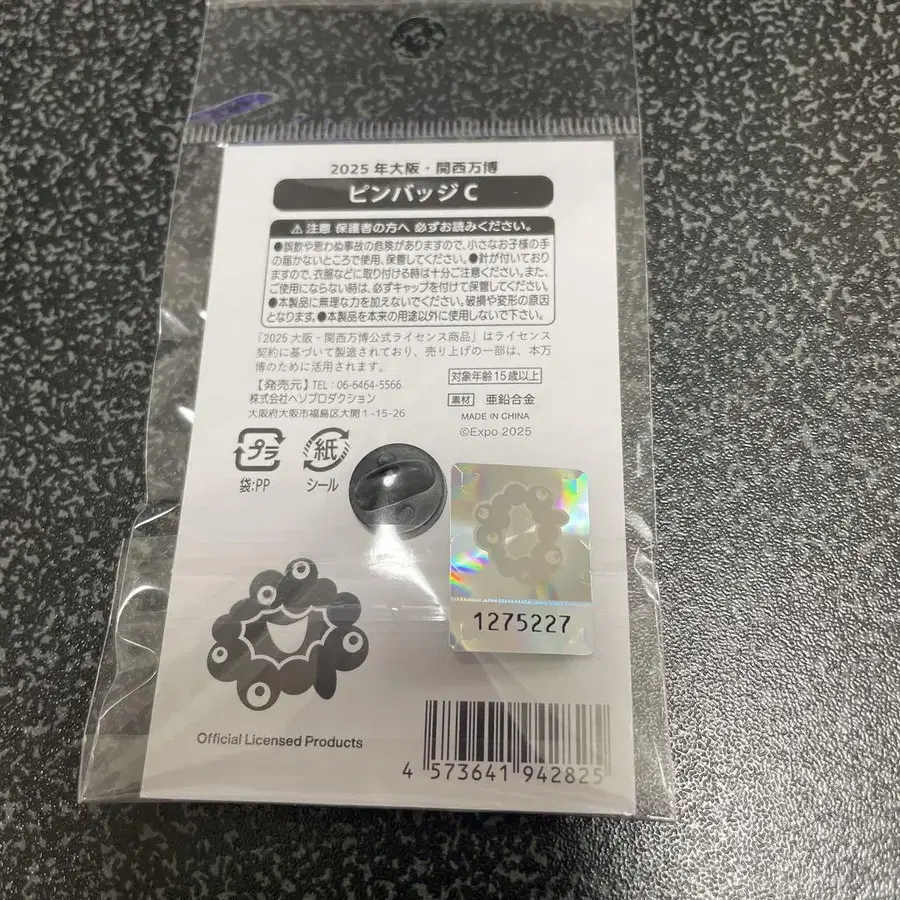 2025年大阪・関西万博
ピンバッジC
⚠注意 保護者の方へ 必ずお読みください。
●誤飲や思わぬ事故の危険がありますので、小さなお子様の手
の届かないところで使用、保管してください。●針が付いており
ますので、衣服などに取り付ける時は十分ご注意ください。また、
ご使用にならない時は、必ずキャップを付けて保管してください。
●本製品に無理な力を加えないでください。破損や変形の原因
となります。●本製品を本来の用途以外に使用しないで下さい。
「2025大阪・関西万博公式ライセンス商品」はライセンス
契約に基づいて製造されており、売り上げの一部は、本万
博のために活用されます。
【発売元】TEL:06-6464-5566
株式会社ヘソプロダクション
大阪府大阪市福島区大開1-15-26
対象年齢15歳以上
素材 亜鉛合金
MADE IN CHINA
©Expo 2025
プラ
袋:PP
紙
シール
1275227
Official Licensed Products
4 573641 942825